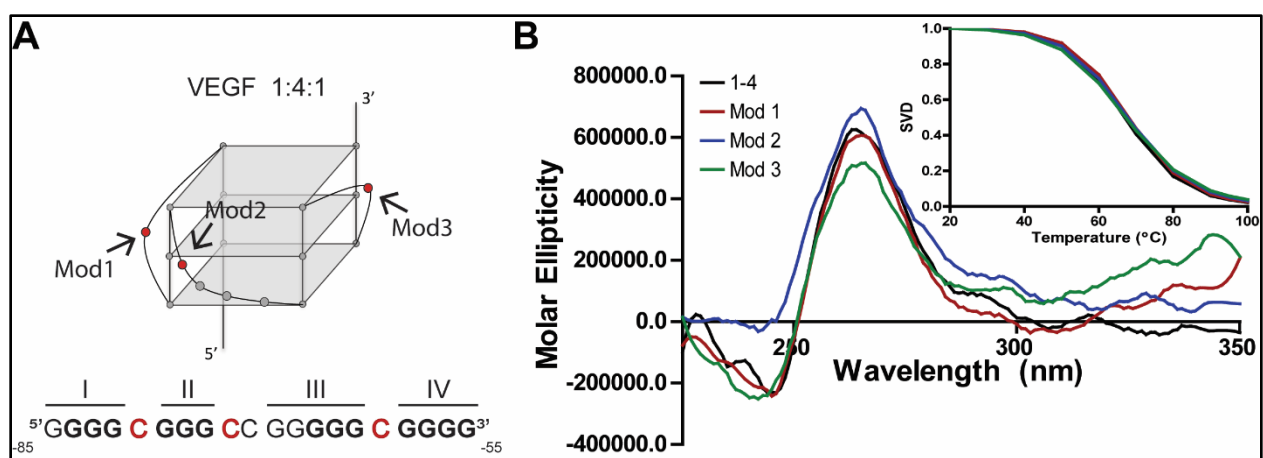 A
VEGF 1:4:1
3'
Mod2
Mod3
Mod1
5'
I II III IV
5'GGGG C GGG CC GGGGG C GGGG3'
-85 -55
B
800000.0
600000.0
400000.0
200000.0
0.0
-200000.0
-400000.0
Molar Ellipticity
1-4
Mod 1
Mod 2
Mod 3
250 300 350
Wavelength (nm)
1.0
0.8
0.6
0.4
0.2
0.0
SVD
20 40 60 80 100
Temperature (°C)